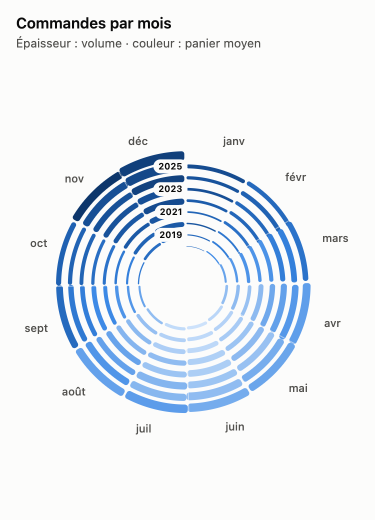 Commandes par mois
Épaisseur : volume · couleur : panier moyen
déc
janv
nov
févr
oct
mars
sept
avr
août
mai
juil
juin
2025
2023
2021
2019